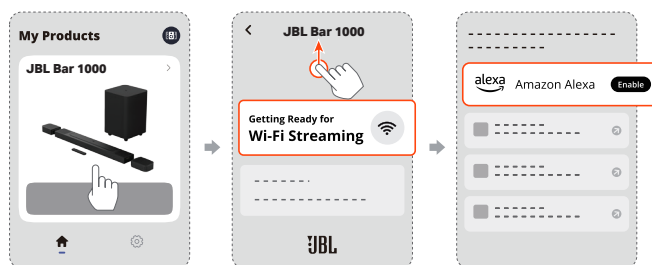 My Products
JBL Bar 1000
JBL Bar 1000
Getting Ready for
Wi-Fi Streaming
JBL
alexa
Amazon Alexa
Enable